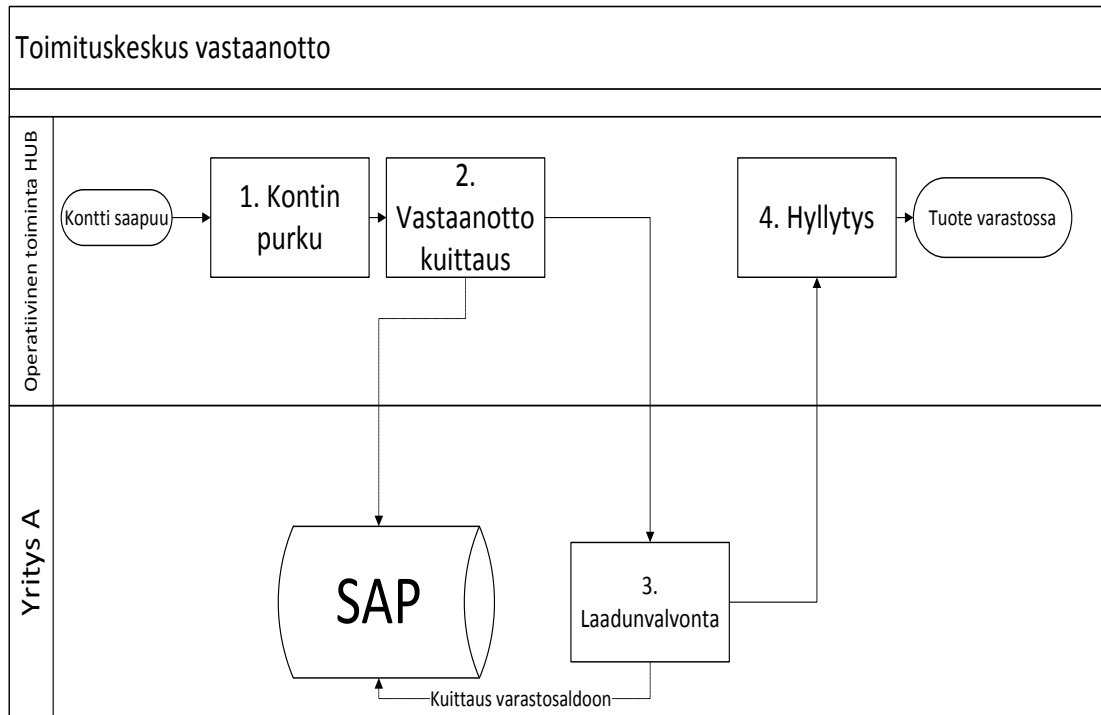 Toimituskeskus vastaanotto
Operatiivinen toiminta HUB
Kontti saapuu
1. Kontin
purku
2.
Vastaanotto
kuittaus
4. Hyllytys
Tuote varastossa
Yritys A
SAP
3.
Laadunvalvonta
Kuittaus varastosaldoon